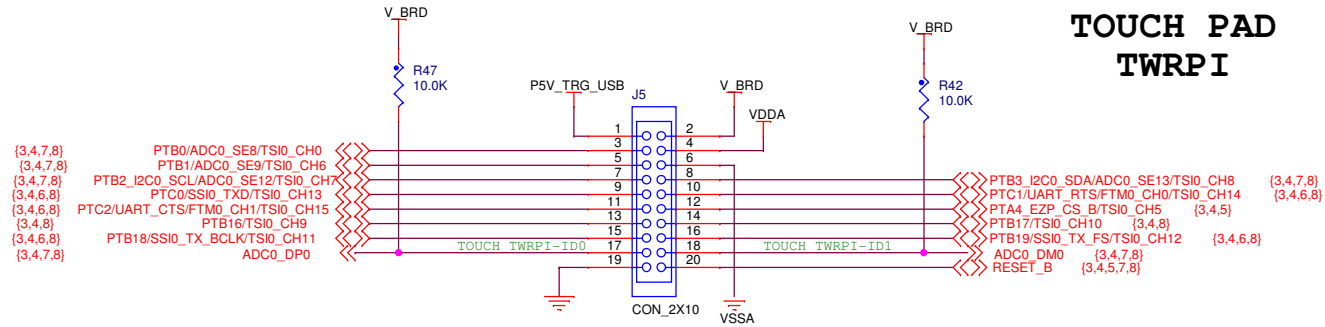 TOUCH PAD
TWRPI
V_BRD
V_BRD
R47
10.0K
P5V_TRG_USB
J5
V_BRD
R42
10.0K
VDDA
1 2
3 4
{3,4,7,8} PTB0/ADC0_SE8/TSI0_CH0
5 6
{3,4,7,8} PTB1/ADC0_SE9/TSI0_CH6
7 8
{3,4,7,8} PTB2_I2C0_SCL/ADC0_SE12/TSI0_CH7 PTB3_I2C0_SDA/ADC0_SE13/TSI0_CH8 {3,4,7,8}
9 10
{3,4,6,8} PTC0/SSI0_TXD/TSI0_CH13 PTC1/UART_RTS/FTM0_CH0/TSI0_CH14 {3,4,6,8}
11 12
{3,4,6,8} PTC2/UART_CTS/FTM0_CH1/TSI0_CH15 PTA4_EZP_CS_B/TSI0_CH5 {3,4,5}
13 14
{3,4,8} PTB16/TSI0_CH9 PTB17/TSI0_CH10 {3,4,8}
15 16
{3,4,6,8} PTB18/SSI0_TX_BCLK/TSI0_CH11 PTB19/SSI0_TX_FS/TSI0_CH12 {3,4,6,8}
TOUCH TWRPI-ID0 17 18 TOUCH TWRPI-ID1
{3,4,7,8} ADC0_DP0 ADC0_DM0 {3,4,7,8}
19 20
RESET_B {3,4,5,7,8}
CON_2X10
VSSA